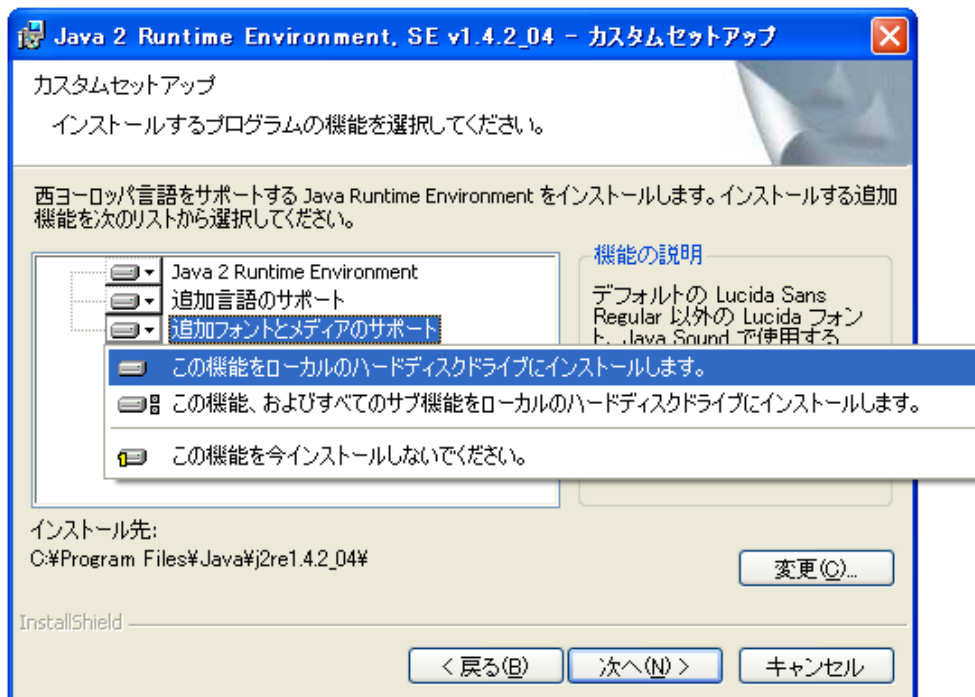 Java 2 Runtime Environment, SE v1.4.2_04 - カスタムセットアップ
カスタムセットアップ
インストールするプログラムの機能を選択してください。
西ヨーロッパ言語をサポートする Java Runtime Environment をインストールします。インストールする追加
機能を次のリストから選択してください。
Java 2 Runtime Environment
追加言語のサポート
追加フォントとメディアのサポート
機能の説明
デフォルトの Lucida Sans
Regular 以外の Lucida フォン
ト、Java Sound で使用する
この機能をローカルのハードディスクドライブにインストールします。
この機能、およびすべてのサブ機能をローカルのハードディスクドライブにインストールします。
この機能を今インストールしないでください。
インストール先:
C:¥Program Files¥Java¥j2re1.4.2_04¥
変更(C)...
InstallShield
< 戻る(B)
次へ(N) >
キャンセル